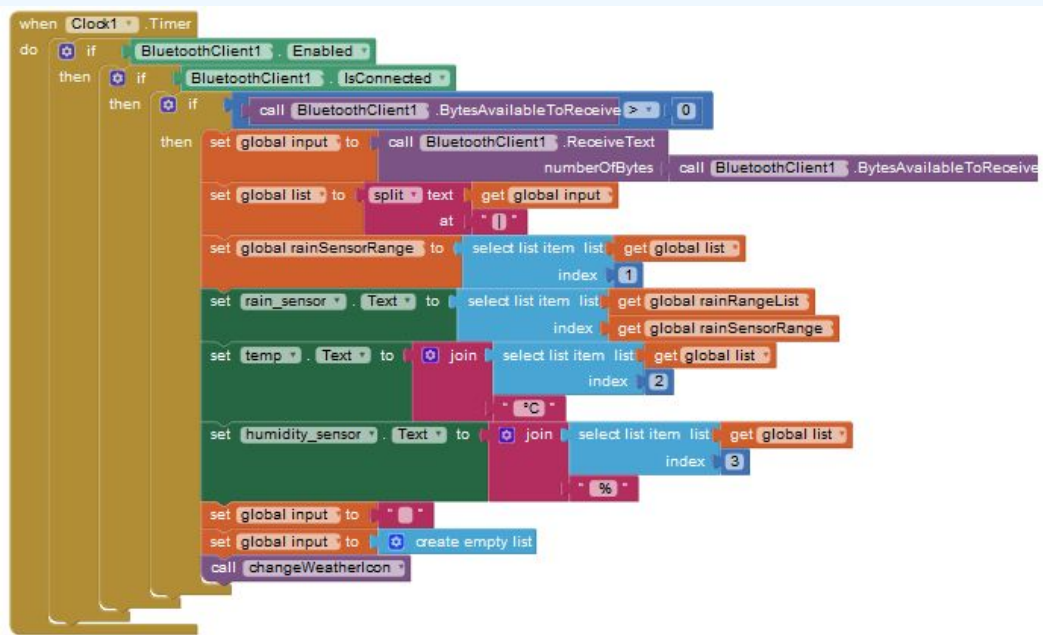 when Clock1 .Timer
do if BluetoothClient1 . Enabled
then if BluetoothClient1 . IsConnected
then if call BluetoothClient1 .BytesAvailableToReceive > 0
then set global input to call BluetoothClient1 .ReceiveText
numberOfBytes call BluetoothClient1 .BytesAvailableToReceive
set global list to split text get global input
at " | "
set global rainSensorRange to select list item list get global list
index 1
set rain_sensor . Text to select list item list get global rainRangeList
index get global rainSensorRange
set temp . Text to join select list item list get global list
index 2
" °C "
set humidity_sensor . Text to join select list item list get global list
index 3
" % "
set global input to " "
set global input to create empty list
call changeWeatherIcon